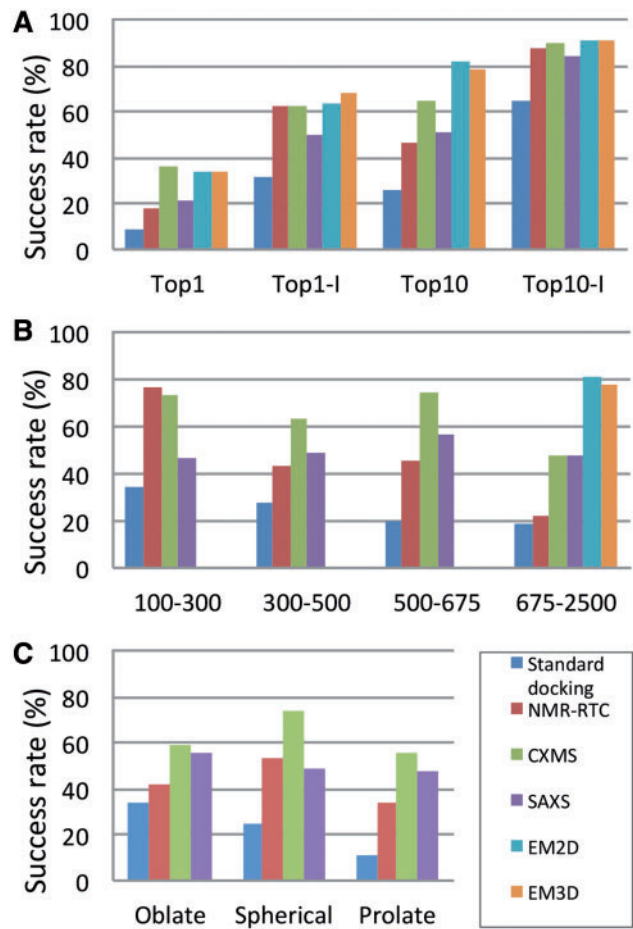 A
Success rate (%)
100
80
60
40
20
0
Top1 Top1-I Top10 Top10-I
B
Success rate (%)
100
80
60
40
20
0
100-300 300-500 500-675 675-2500
C
Success rate (%)
100
80
60
40
20
0
Oblate Spherical Prolate
Standard
docking
NMR-RTC
CXMS
SAXS
EM2D
EM3D